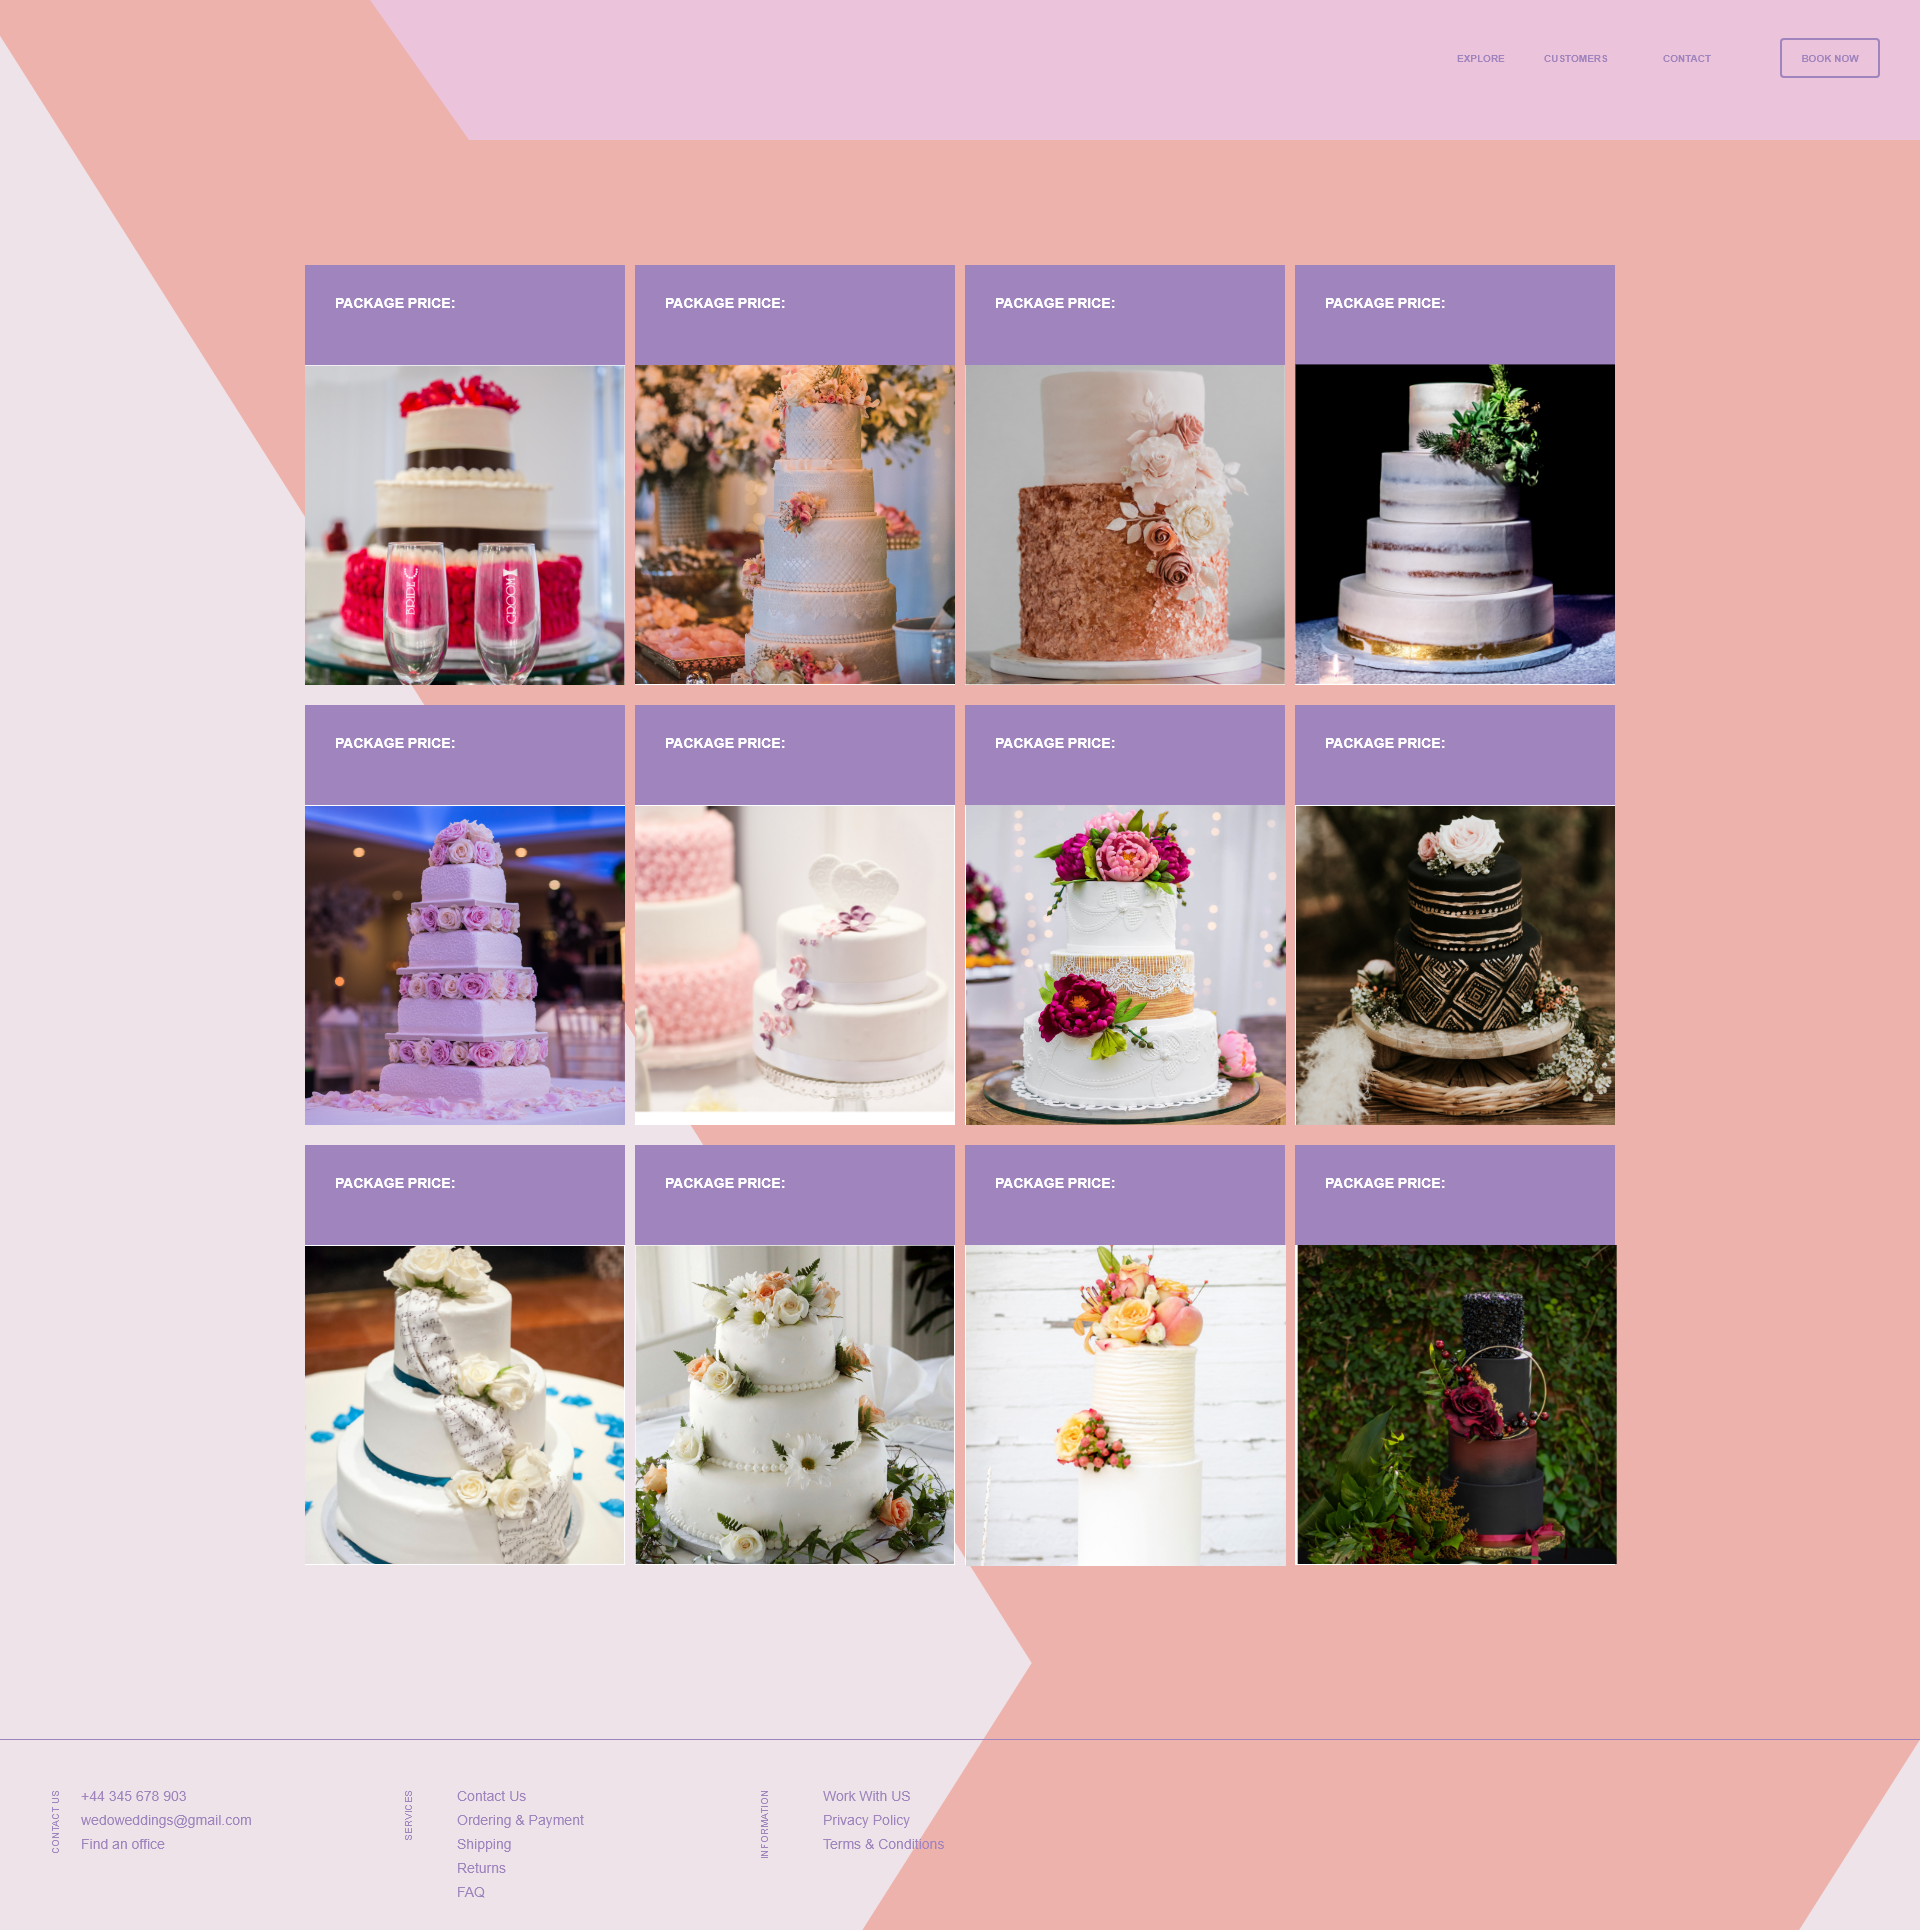 EXPLORE
CUSTOMERS
CONTACT
BOOK NOW
PACKAGE PRICE:
PACKAGE PRICE:
PACKAGE PRICE:
PACKAGE PRICE:
BRIDE
GROOM
PACKAGE PRICE:
PACKAGE PRICE:
PACKAGE PRICE:
PACKAGE PRICE:
PACKAGE PRICE:
PACKAGE PRICE:
PACKAGE PRICE:
PACKAGE PRICE:
CONTACT US
+44 345 678 903
wedoweddings@gmail.com
Find an office
SERVICES
Contact Us
Ordering & Payment
Shipping
Returns
FAQ
INFORMATION
Work With US
Privacy Policy
Terms & Conditions